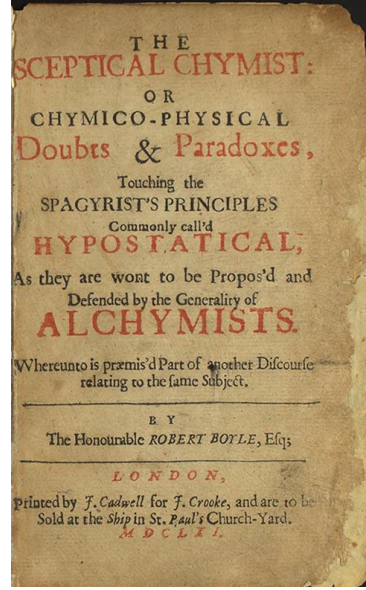 THE
SCEPTICAL CHYMIST:
OR
CHYMICO-PHYSICAL
Doubts & Paradoxes,
Touching the
SPAGYRIST'S PRINCIPLES
Commonly call'd
HYPOSTATICAL,
As they are wont to be Propos'd and
Defended by the Generality of
ALCHYMISTS.
Whereunto is præmis'd Part of another Diſcourſe
relating to the ſame Subject.
BY
The Honourable ROBERT BOYLE, Eſq;
LONDON,
Printed by J. Cadwell for J. Crooke, and are to be
Sold at the Ship in St. Paul's Church-Yard.
MDCLXI.